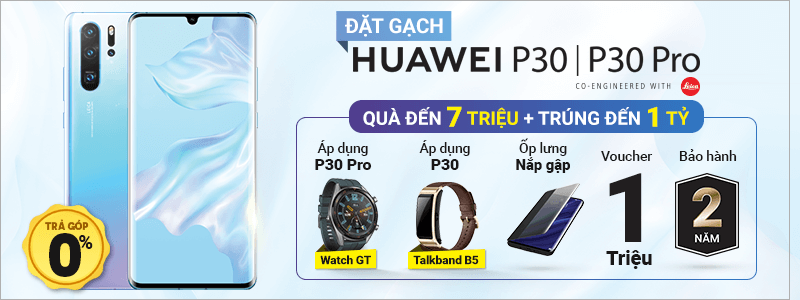 ĐẶT GẠCH
HUAWEI P30 | P30 Pro
CO-ENGINEERED WITH Leica
QUÀ ĐẾN 7 TRIỆU + TRÚNG ĐẾN 1 TỶ
Áp dụng
P30 Pro
Watch GT
Áp dụng
P30
Talkband B5
Ốp lưng
Nắp gập
Voucher
1
Triệu
Bảo hành
2
NĂM
TRẢ GÓP
0%